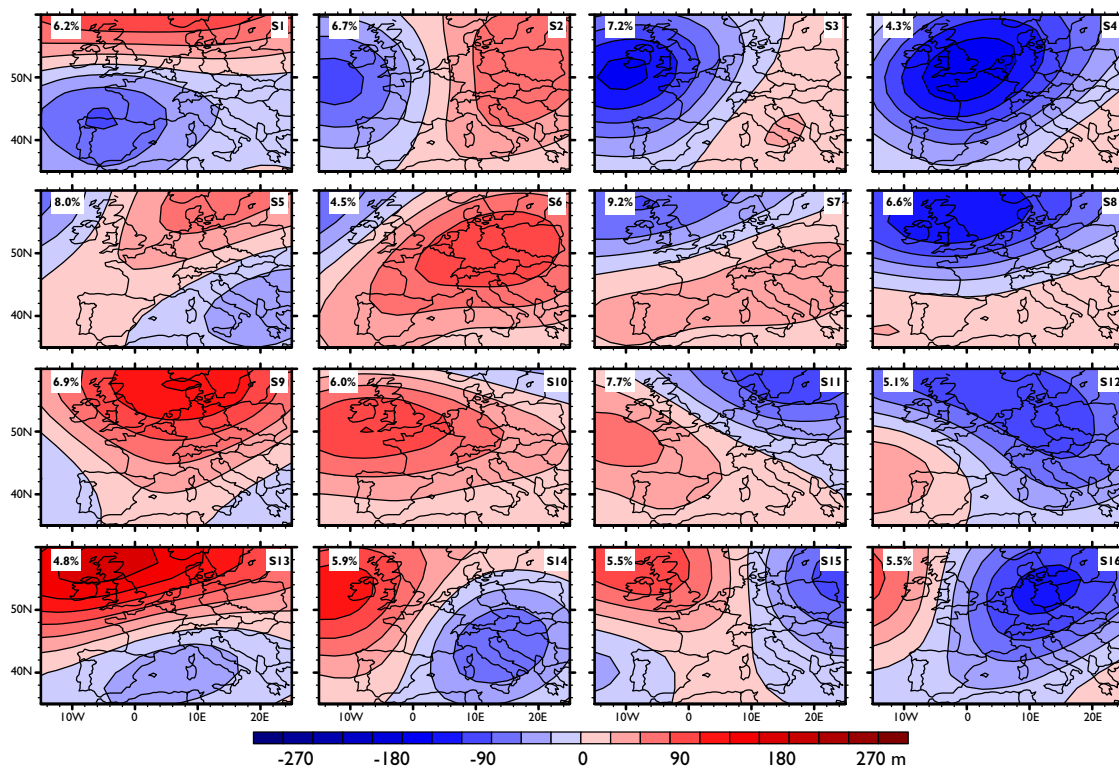 6.2% S1 6.7% S2 7.2% S3 4.3% S4
50N
40N
8.0% S5 4.5% S6 9.2% S7 6.6% S8
50N
40N
6.9% S9 6.0% S10 7.7% S11 5.1% S12
50N
40N
4.8% S13 5.9% S14 5.5% S15 5.5% S16
50N
40N
10W 0 10E 20E 10W 0 10E 20E 10W 0 10E 20E 10W 0 10E 20E
-270 -180 -90 0 90 180 270 m